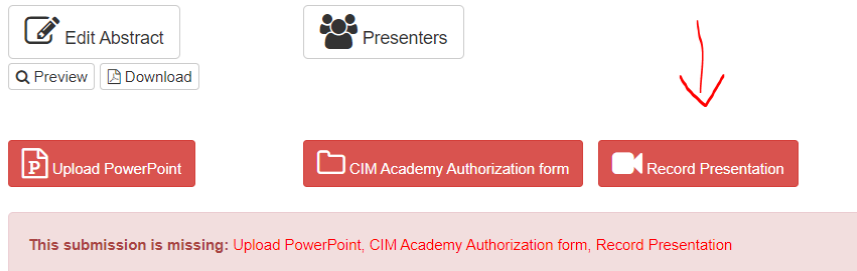 Edit Abstract
Presenters
Preview
Download
Upload PowerPoint
CIM Academy Authorization form
Record Presentation
This submission is missing: Upload PowerPoint, CIM Academy Authorization form, Record Presentation